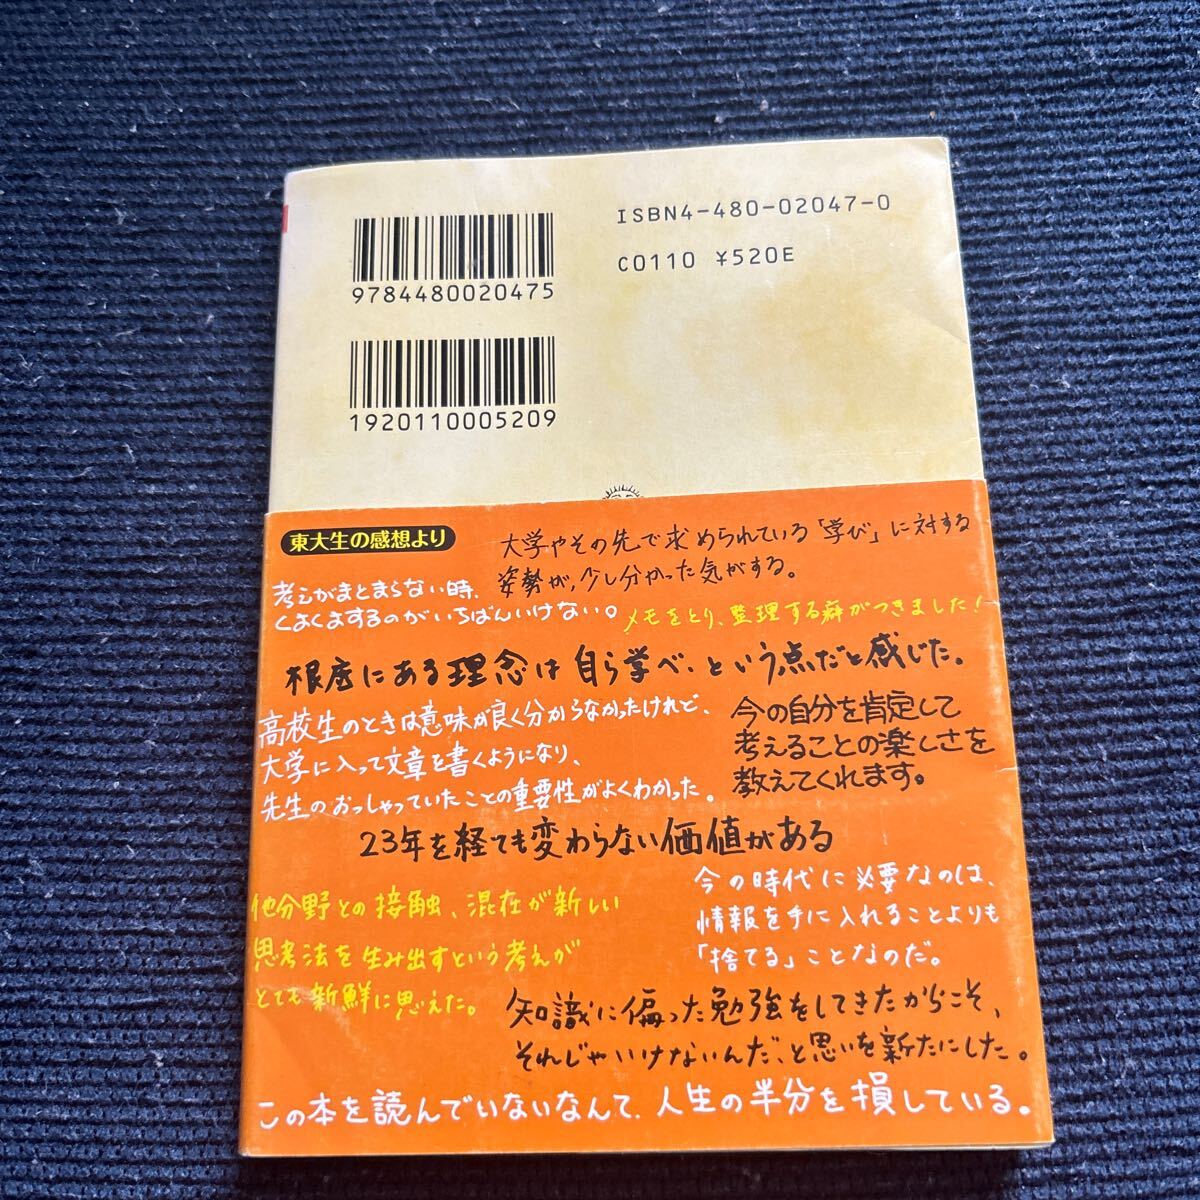 ISBN4-480-02047-0
C0110 ¥520E
9784480020475
1920110005209
東大生の感想より
大学やその先で求められている「学び」に対する
姿勢が、少し分かった気がする。
考えがまとまらない時、
くよくよするのがいちばんいけない。
メモをとり、整理する癖がつきました!
根底にある理念は自ら学べ、という点だと感じた。
高校生のときは意味が良く分からなかったけれど、
大学に入って文章を書くようになり、
先生のおっしゃっていたことの重要性がよくわかった。
今の自分を肯定して
考えることの楽しさを
教えてくれます。
23年を経ても変わらない価値がある
他分野との接触、混在が新しい
思考法を生み出すという考えが
とても新鮮に思えた。
今の時代に必要なのは、
情報を手に入れることよりも
「捨てる」ことなのだ。
知識に偏った勉強をしてきたからこそ、
それじゃいけないんだ、と思いを新たにした。
この本を読んでいないなんて、人生の半分を損している。